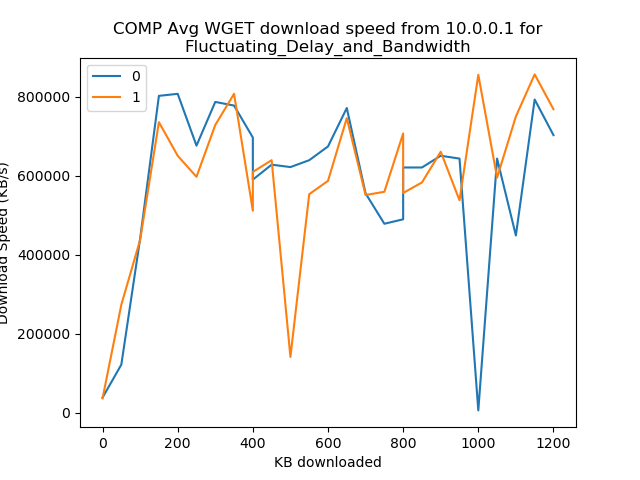 COMP Avg WGET download speed from 10.0.0.1 for
Fluctuating_Delay_and_Bandwidth
0
1
800000
600000
400000
200000
0
Download Speed (KB/s)
0 200 400 600 800 1000 1200
KB downloaded